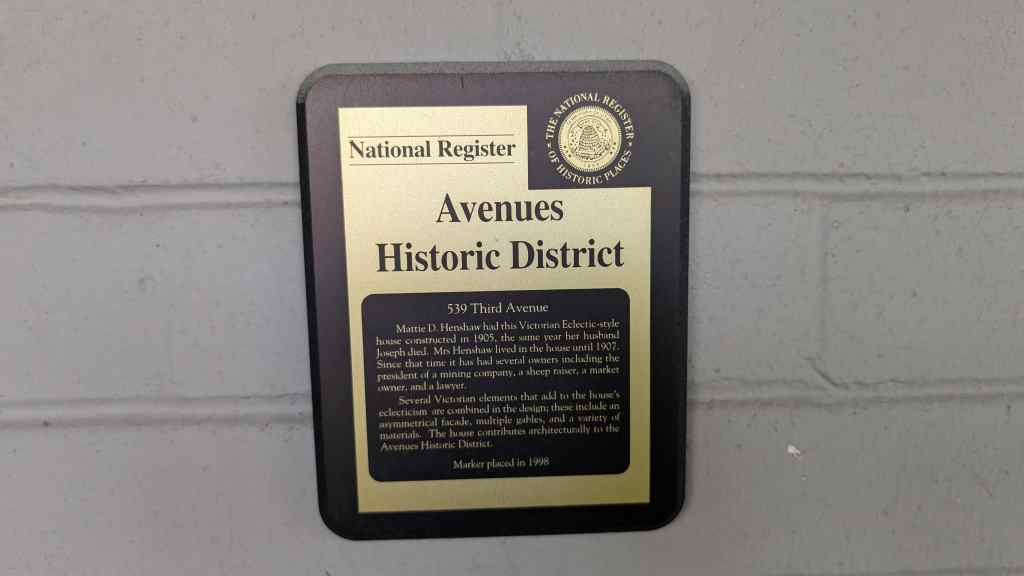 THE NATIONAL REGISTER
OF HISTORIC PLACES
National Register
Avenues
Historic District
539 Third Avenue
Mattie D. Henshaw had this Victorian Eclectic-style
house constructed in 1905, the same year her husband
Joseph died. Mrs Henshaw lived in the house until 1907.
Since that time it has had several owners including the
president of a mining company, a sheep raiser, a market
owner, and a lawyer.
Several Victorian elements that add to the house's
eclecticism are combined in the design; these include an
asymmetrical facade, multiple gables, and a variety of
materials. The house contributes architecturally to the
Avenues Historic District.
Marker placed in 1998